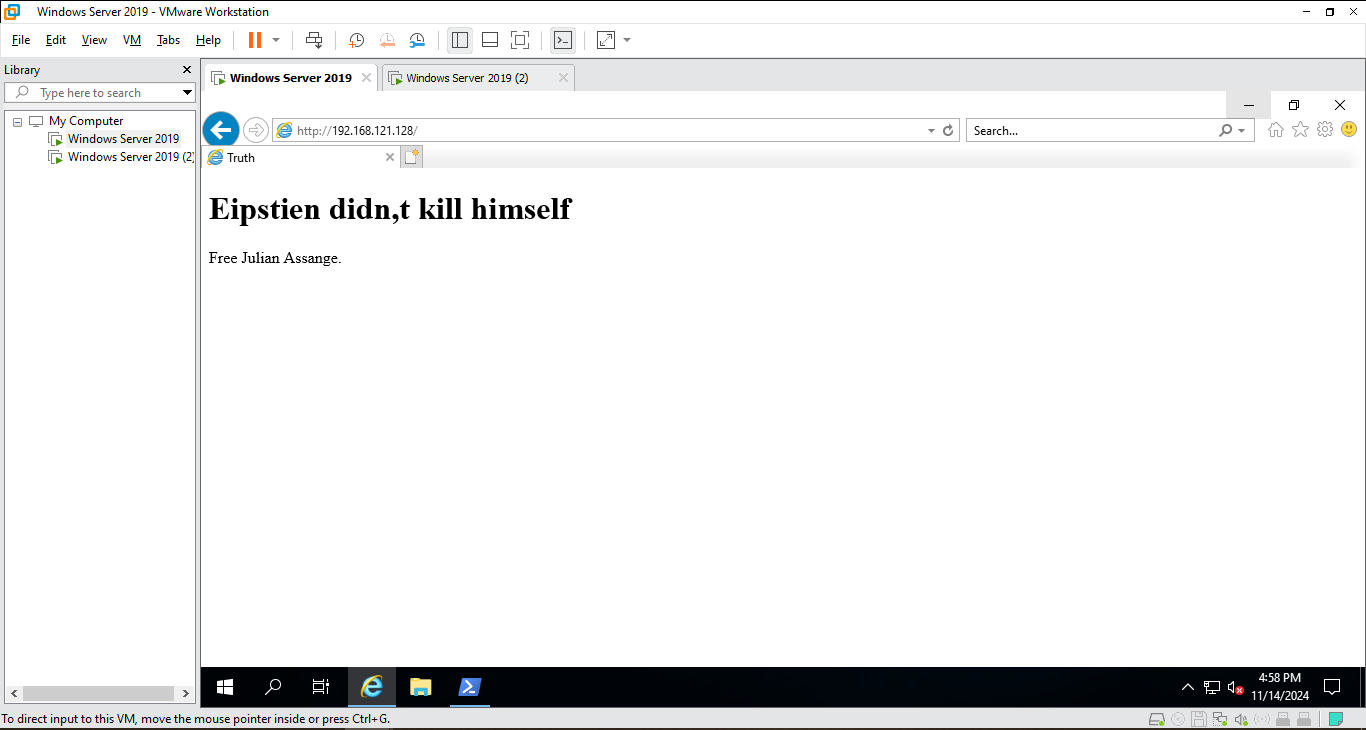 Windows Server 2019 - VMware Workstation
File Edit View VM Tabs Help
Library
Type here to search
My Computer
Windows Server 2019
Windows Server 2019 (2)
Windows Server 2019
Windows Server 2019 (2)
http://192.168.121.128/
Search...
Truth
Eipstien didn,t kill himself
Free Julian Assange.
4:58 PM
11/14/2024
To direct input to this VM, move the mouse pointer inside or press Ctrl+G.